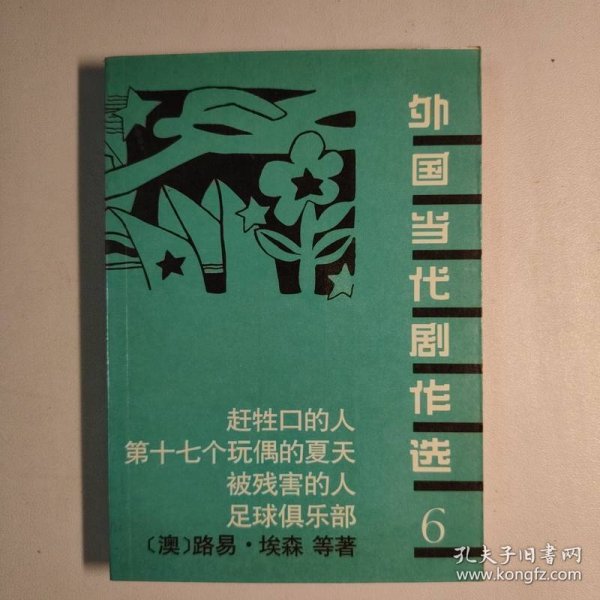 外国当代剧作选
6
赶牲口的人
第十七个玩偶的夏天
被残害的人
足球俱乐部
〔澳〕路易·埃森 等著
孔夫子旧书网
www.kongfz.com